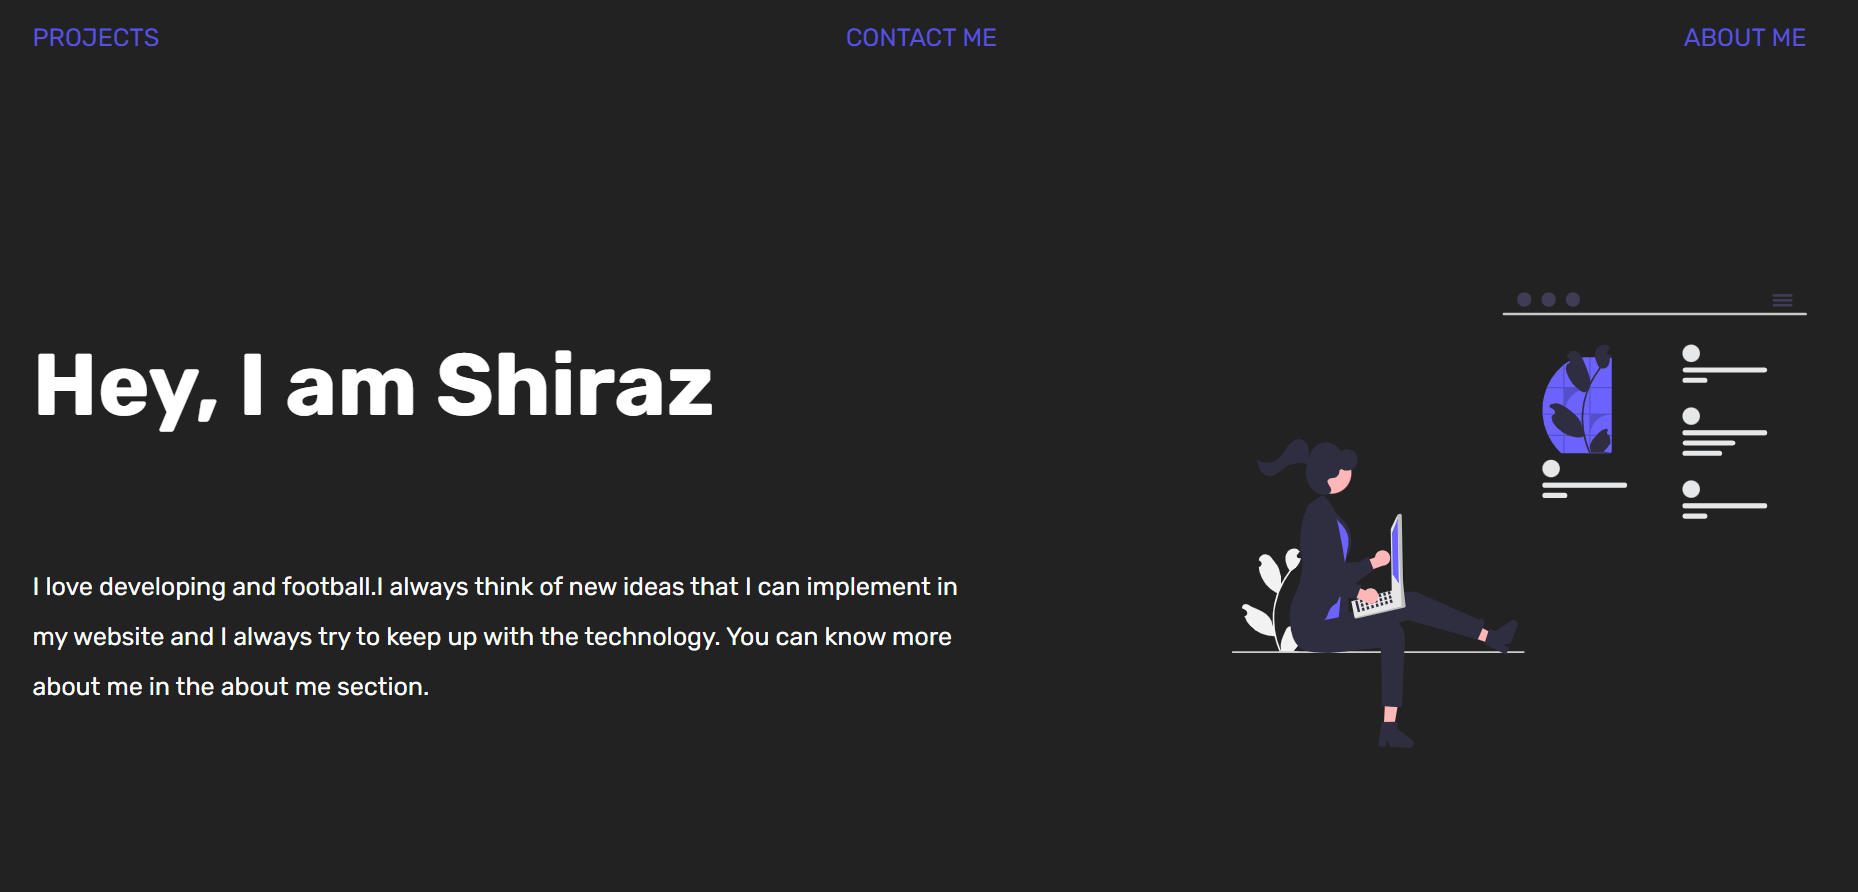 PROJECTS CONTACT ME ABOUT ME
Hey, I am Shiraz
I love developing and football.I always think of new ideas that I can implement in
my website and I always try to keep up with the technology. You can know more
about me in the about me section.